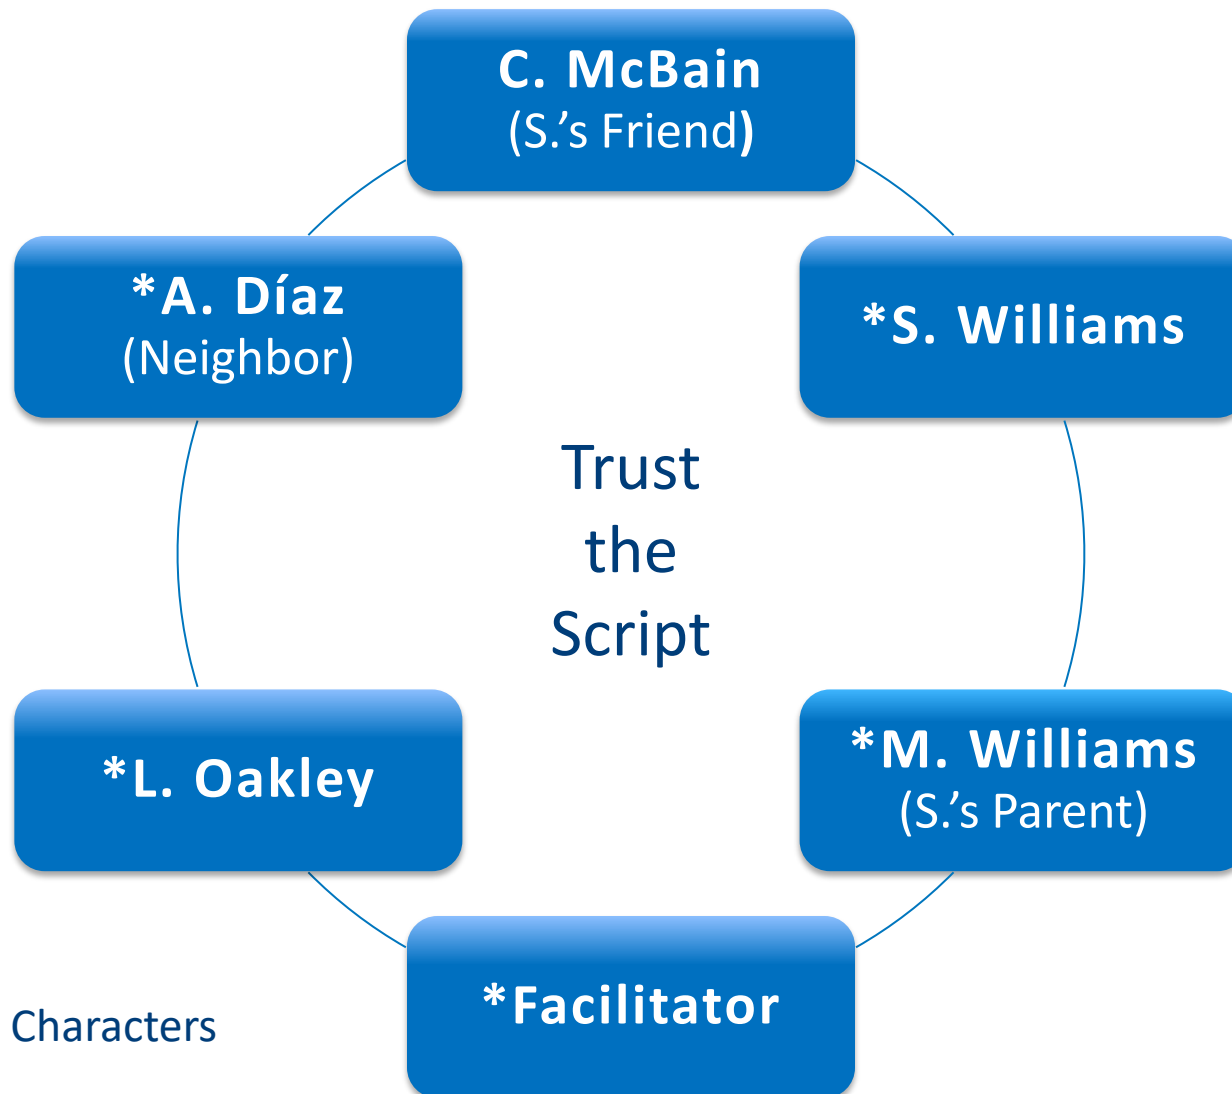 C. McBain
(S.'s Friend)
*A. Díaz
(Neighbor)
*S. Williams
Trust
the
Script
*L. Oakley
*M. Williams
(S.'s Parent)
*Facilitator
Characters